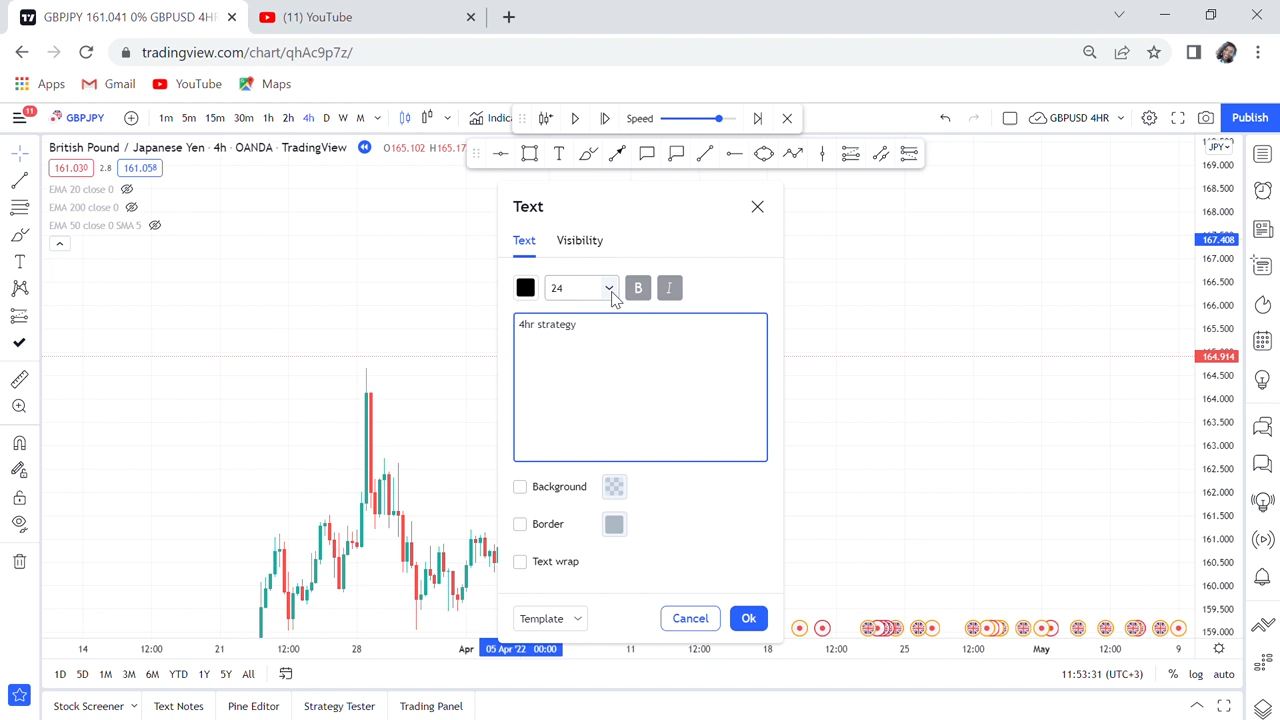 GBPJPY 161.041 0% GBPUSD 4HR
(11) YouTube
tradingview.com/chart/qhAc9p7z/
Apps
Gmail
YouTube
Maps
11
GBPJPY
1m 5m 15m 30m 1h 2h 4h D W M
Indic
Speed
GBPUSD 4HR
Publish
British Pound / Japanese Yen · 4h · OANDA · TradingView
O165.102 H165.17
JPY
161.030
2.8
161.058
EMA 20 close 0
EMA 200 close 0
EMA 50 close 0 SMA 5
Text
Text
Visibility
24
B
I
4hr strategy
Background
Border
Text wrap
Template
Cancel
Ok
169.000
168.500
168.000
167.408
167.000
166.500
166.000
165.500
164.914
164.500
164.000
163.500
163.000
162.500
162.000
161.500
161.000
160.500
160.000
159.500
159.000
14
12:00
21
12:00
28
Apr
05 Apr '22 00:00
11
12:00
18
12:00
25
12:00
May
12:00
9
1D 5D 1M 3M 6M YTD 1Y 5Y All
11:53:31 (UTC+3)
% log auto
Stock Screener
Text Notes
Pine Editor
Strategy Tester
Trading Panel